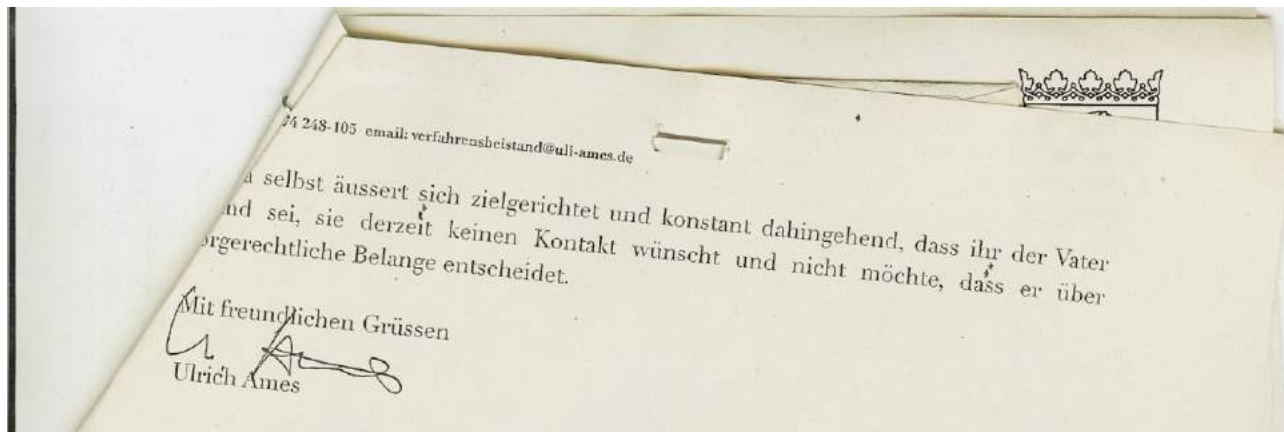 248-105 email: verfahrensbeistand@uli-ames.de
selbst äussert sich zielgerichtet und konstant dahingehend, dass ihr der Vater
sei, sie derzeit keinen Kontakt wünscht und nicht möchte, dass er über
orgerechtliche Belange entscheidet.
Mit freundlichen Grüssen
Ulrich Ames